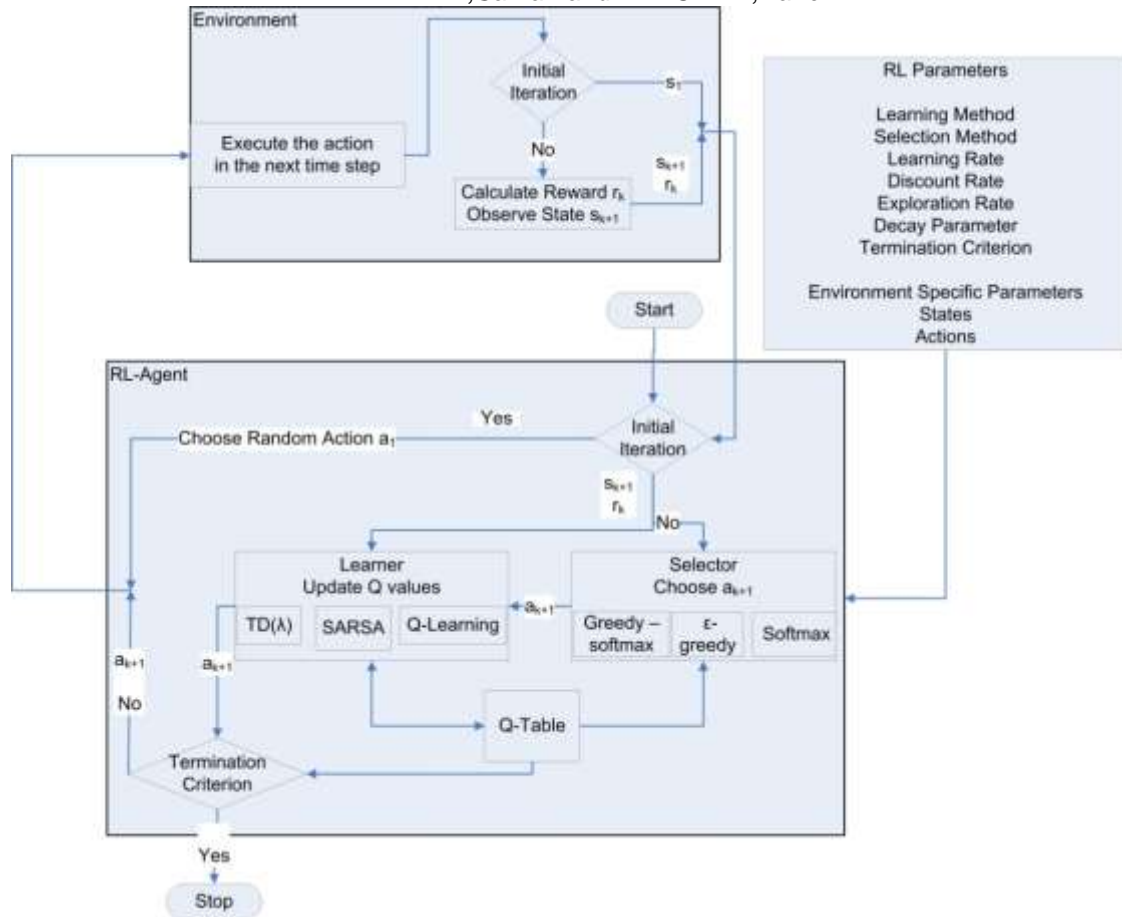 Environment
Initial
Iteration
s₁
Execute the action
in the next time step
No
sₖ₊₁
rₖ
Calculate Reward rₖ
Observe State sₖ₊₁
RL Parameters
Learning Method
Selection Method
Learning Rate
Discount Rate
Exploration Rate
Decay Parameter
Termination Criterion
Environment Specific Parameters
States
Actions
Start
RL-Agent
Initial
Iteration
Yes
Choose Random Action a₁
sₖ₊₁
rₖ
No
Learner
Update Q values
TD(λ)
SARSA
Q-Learning
aₖ₊₁
Selector
Choose aₖ₊₁
Greedy –
softmax
ε-
greedy
Softmax
aₖ₊₁
No
aₖ₊₁
Q-Table
Termination
Criterion
Yes
Stop